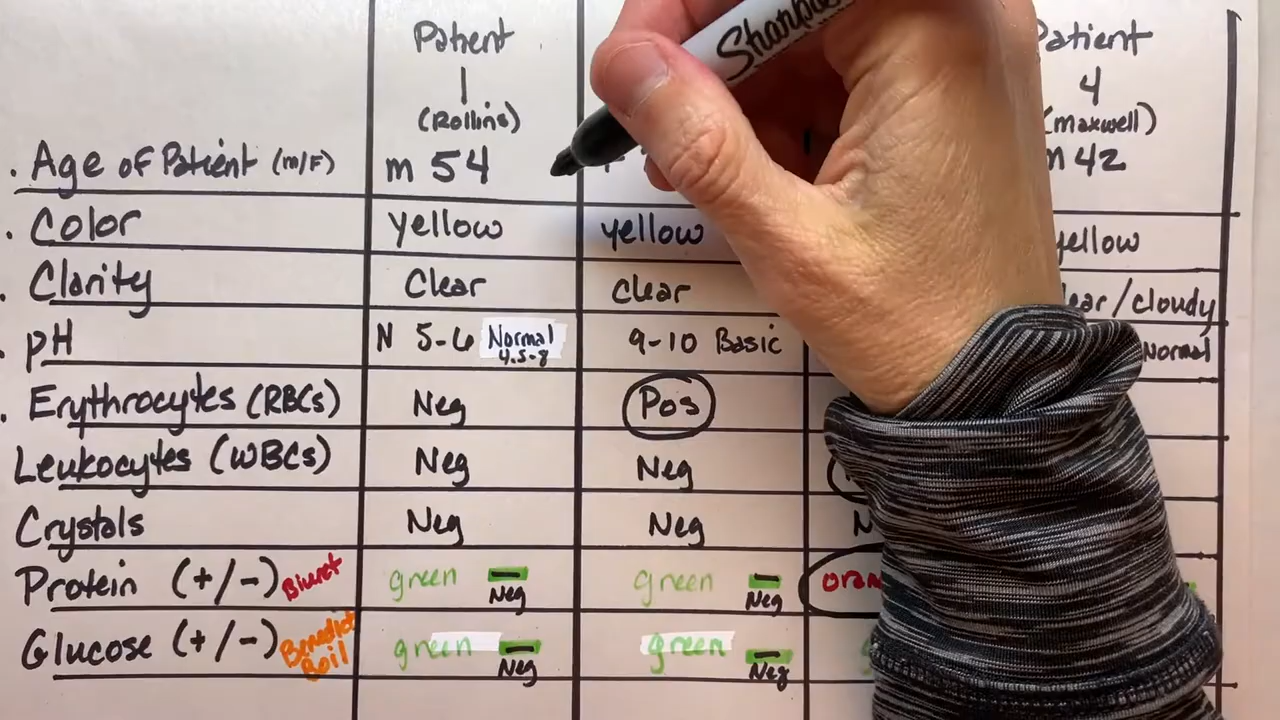 Sharpie
Patient Patient
1 4
(Rollins) (maxwell)
. Age of Patient (m/F) m 54 42
. Color yellow yellow yellow
. Clarity Clear clear /cloudy
. pH N 5-6 Normal 4.5-8 9-10 Basic Normal
. Erythrocytes (RBCs) Neg Pos
Leukocytes (WBCs) Neg Neg
Crystals Neg Neg
Protein (+/-) Biuret green - Neg green - Neg
Glucose (+/-) Benedict Boil green - Neg green - Neg